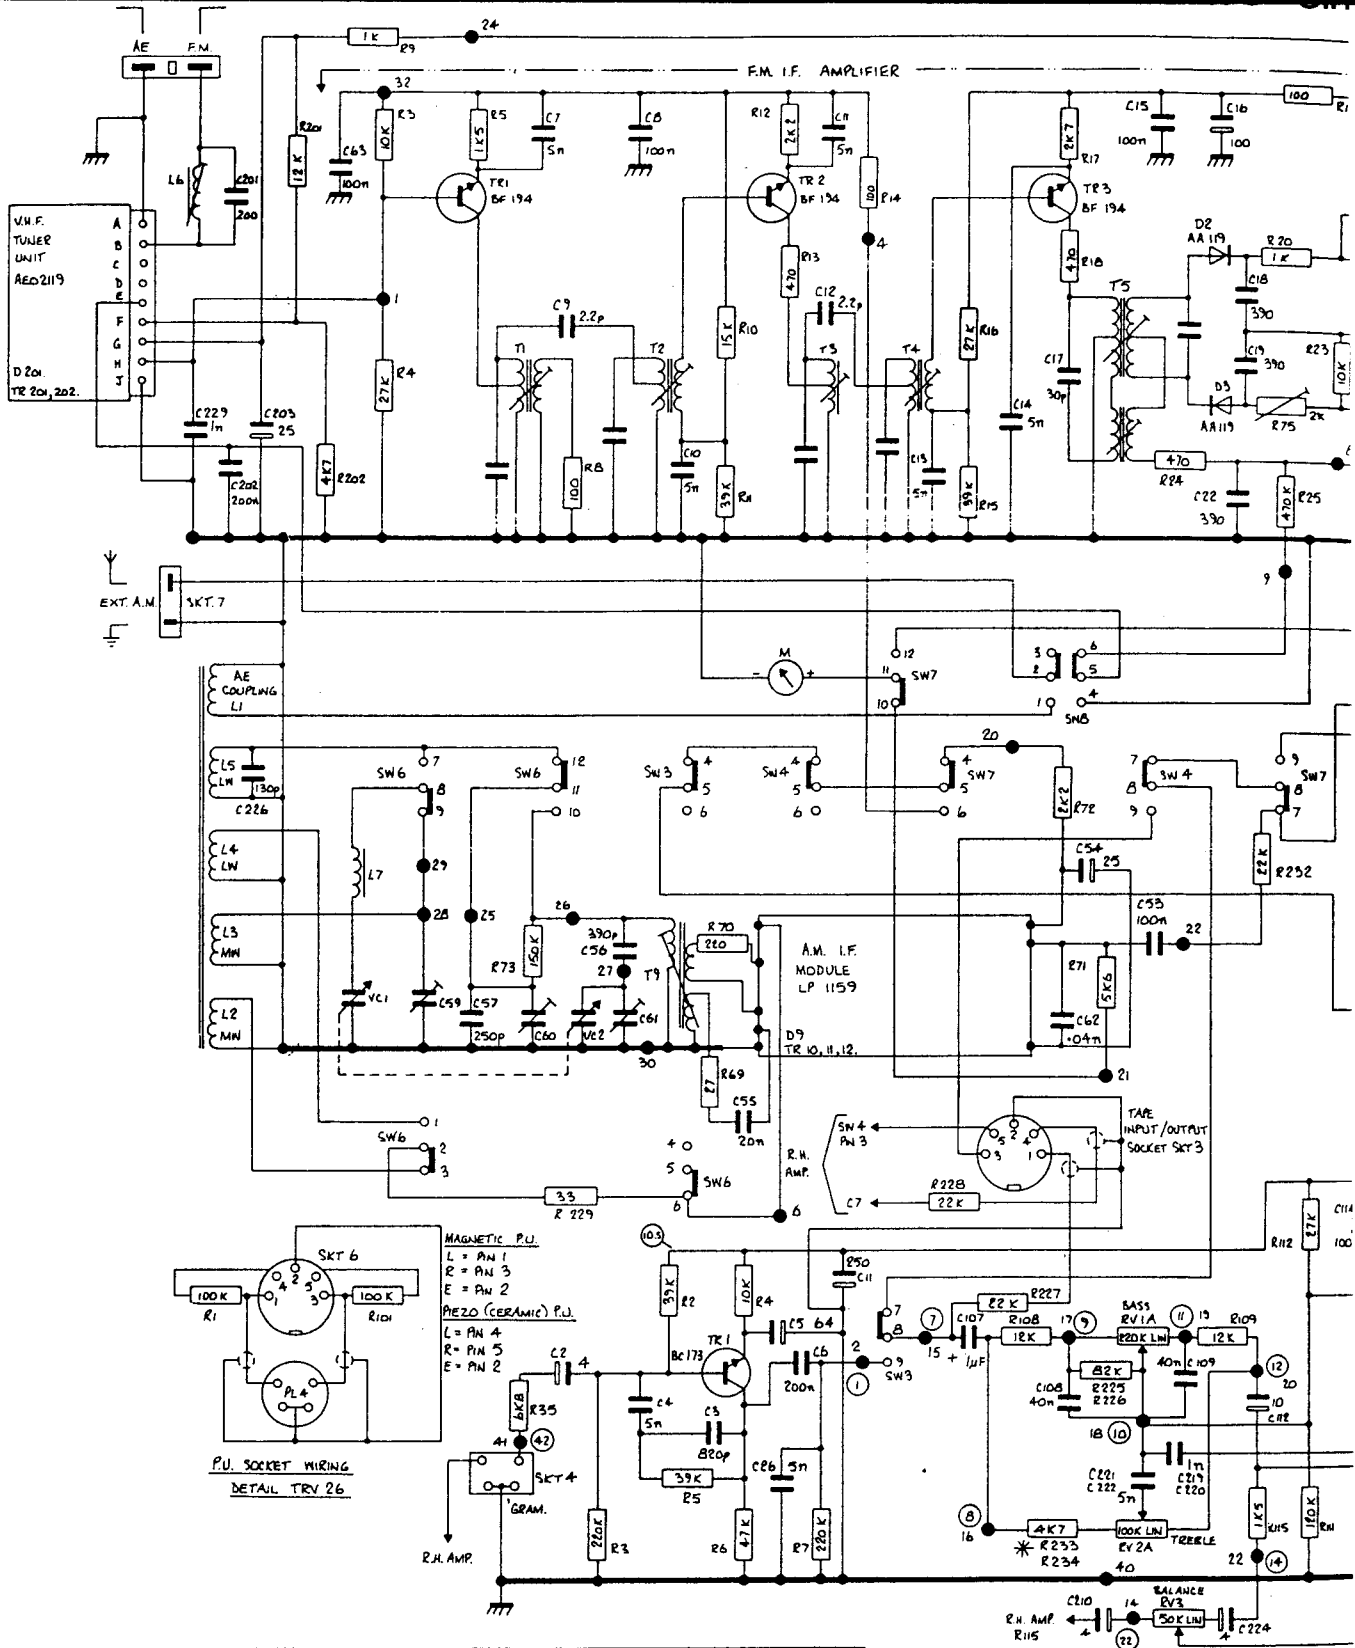 AE F.M.
1K R9 24
F.M. I.F. AMPLIFIER
32
R201 12K
C63 100n
R3 10K
R5 1K5
C7 5n
C8 100n
R12 2K2
C11 5n
R14 100
R17 2K7
C15 100n
C16 100
100
L6
C201 200
TR1 BF 194
TR2 BF 194
TR3 BF 194
V.H.F. TUNER UNIT AED2119
A
B
C
D
E
F
G
H
J
D201.
TR 201, 202.
4
R13 470
R18 470
D2 AA119
R20 1K
C18 390
C19 390
R23 10K
D3 AA119
R75 2K
1
C9 2.2p
C12 2.2p
T1
T2
T3
T4
T5
R10 15K
R16 27K
C17 30p
R4 27K
C229 1n
C203 25
C202 200n
4K7 R202
R8 100
C10 5n
R11 39K
C13 5n
C14 5n
R15 39K
470 R24
C22 390
R25 470K
9
EXT. A.M. SKT.7
M
- +
12
11
10
SW7
3
2
1
6
5
4
SW8
AE COUPLING L1
L5 LW
130p C226
L4 LW
L3 MW
L2 MW
SW6 7
8
9
SW6 12
11
10
SW3 4
5
6
SW4 4
5
6
SW7 4
5
6
20
R72 2K2
SW4 7
8
9
SW7 9
8
7
22K R232
L7
29
28
25
26
C54 25
C53 100n
22
VC1
C59
C57 250p
R73 150K
C60
390p C56
27
VC2
C61
T9
R70 220
A.M. I.F. MODULE LP 1159
D9
TR 10, 11, 12.
R71 5K6
C62 .04n
30
21
R69 27
C55 20n
SW6 1
2
3
33 R 229
4
5
6
SW6
6
R.H. AMP.
SW4 PIN 3
C7
R228 22K
5
2
4
3
1
TAPE INPUT/OUTPUT SOCKET SKT 3
SKT 6
4
2
5
1
3
100K R1
100K R101
PL4
P.U. SOCKET WIRING
DETAIL TRV 26
MAGNETIC P.U.
L = PIN 1
R = PIN 3
E = PIN 2
PIEZO (CERAMIC) P.U.
L = PIN 4
R = PIN 5
E = PIN 2
10.5
R2 39K
R4 10K
250 C11
R112 27K
C114 100
TR1 BC173
C5 64
C6 200n
C2 4
6K8 R35
41 42
SKT4 'GRAM.
R.H. AMP.
C4 5n
C3 820p
39K R5
C26 5n
220K R3
R6 47K
R7 220K
7
8
9
SW3
2
1
7
15
+ 1µF C107
22K R227
R108 12K
17 9
BASS RV1A 220K LIN
11 19
R109 12K
82K R225 R226
C108 40n
40n C109
18 10
12
20
10 C112
C221 C222 5n
1n C219 C220
8
16
4K7 R233 R234
100K LIN RV2A TREBLE
1K5 R115
120K R111
22 14
40
R.H. AMP. R115
C210 4
14
22
BALANCE RV3 50K LIN
4 C224